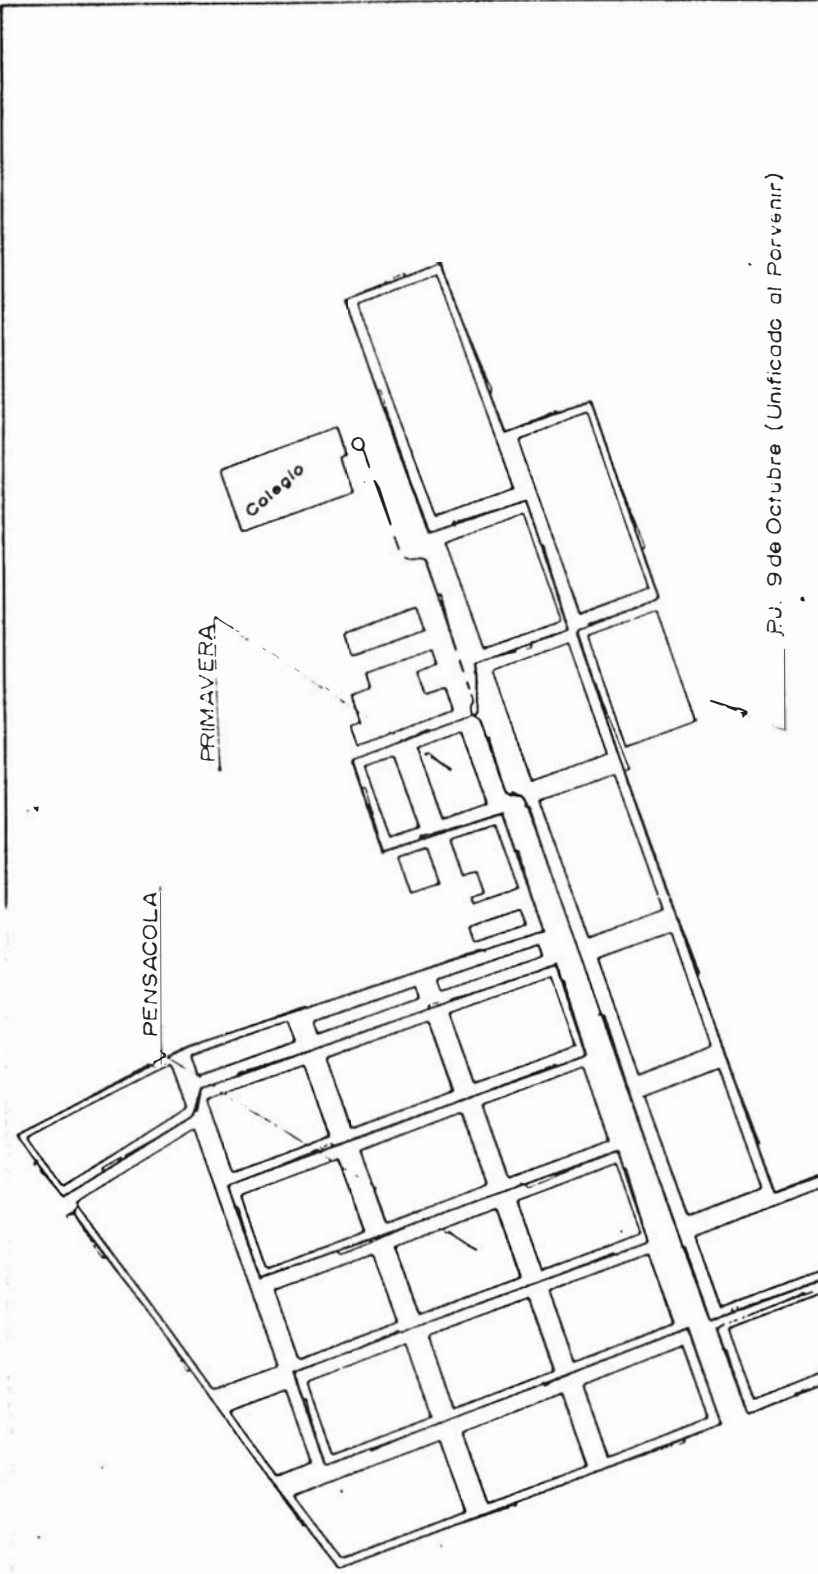 PENSACOLA
PRIMAVERA
Colegio
P.J. 9 de Octubre (Unificado al Porvenir)